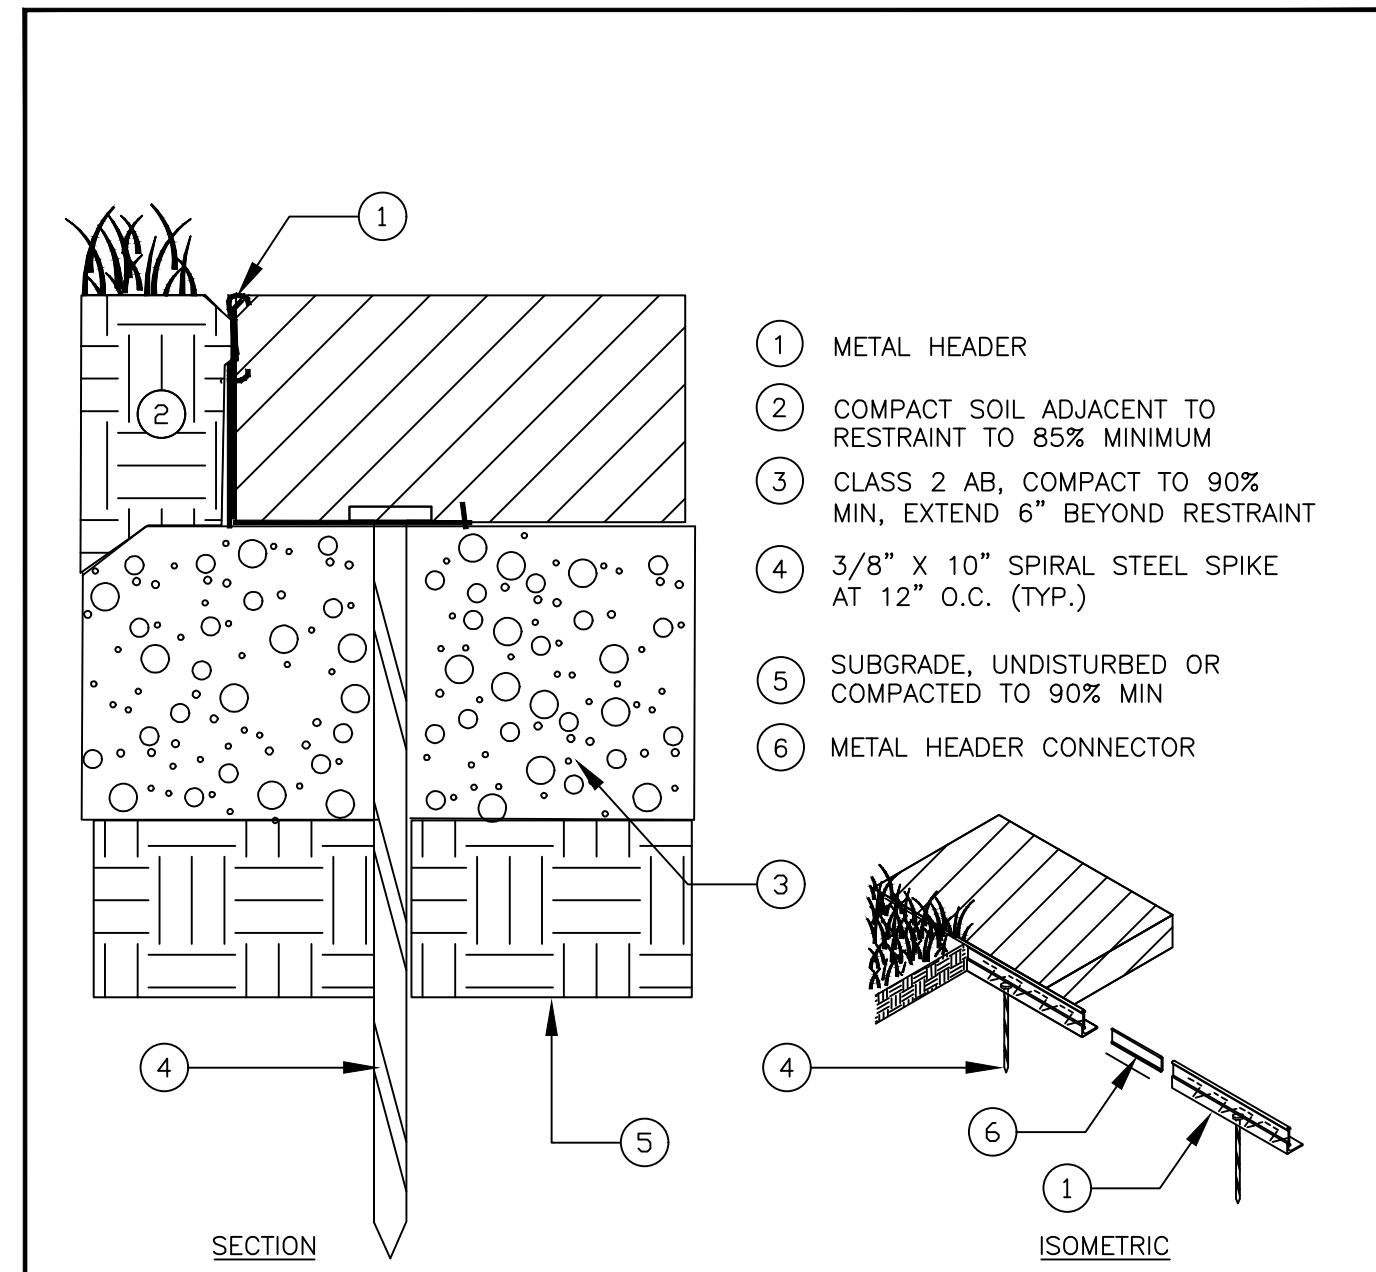 1
2
1 METAL HEADER
2 COMPACT SOIL ADJACENT TO
RESTRAINT TO 85% MINIMUM
3 CLASS 2 AB, COMPACT TO 90%
MIN, EXTEND 6” BEYOND RESTRAINT
4 3/8” X 10” SPIRAL STEEL SPIKE
AT 12” O.C. (TYP.)
5 SUBGRADE, UNDISTURBED OR
COMPACTED TO 90% MIN
6 METAL HEADER CONNECTOR
3
4
5
4
6
1
SECTION
ISOMETRIC